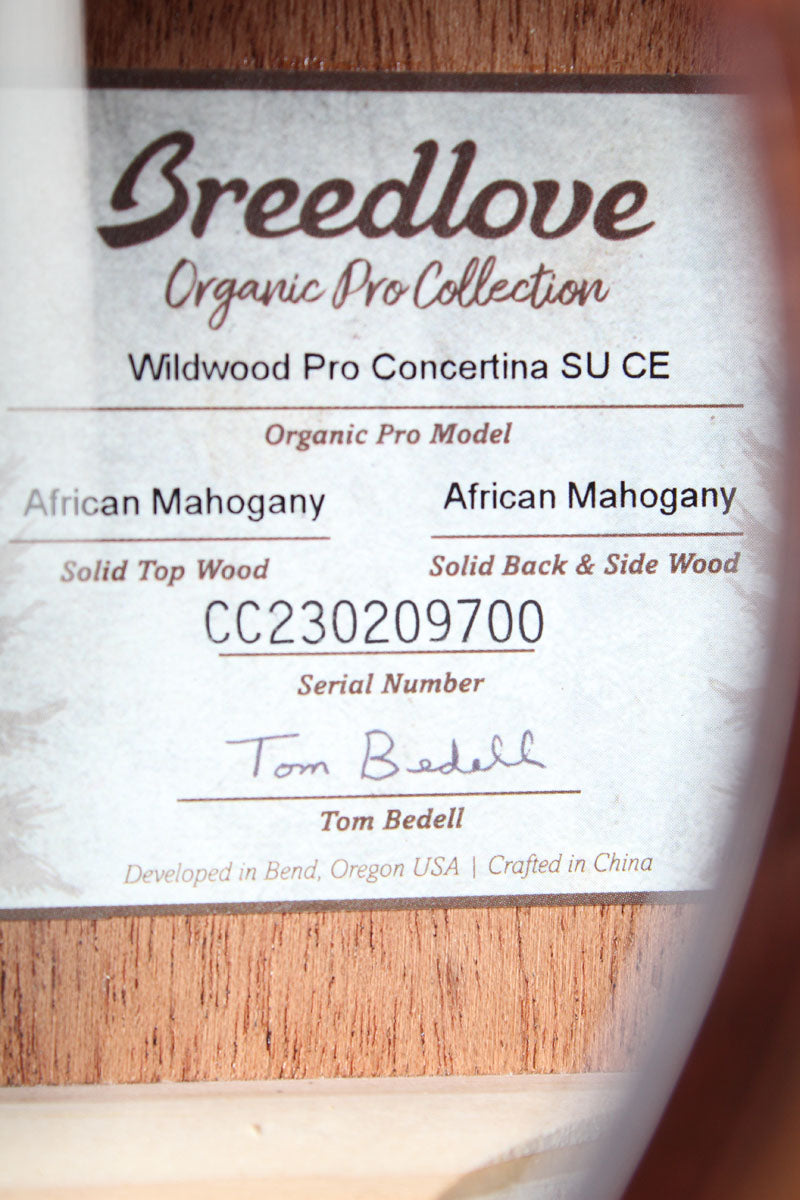 Breedlove
Organic Pro Collection
Wildwood Pro Concertina SU CE
Organic Pro Model
African Mahogany African Mahogany
Solid Top Wood Solid Back & Side Wood
CC230209700
Serial Number
Tom Bedell
Tom Bedell
Developed in Bend, Oregon USA | Crafted in China